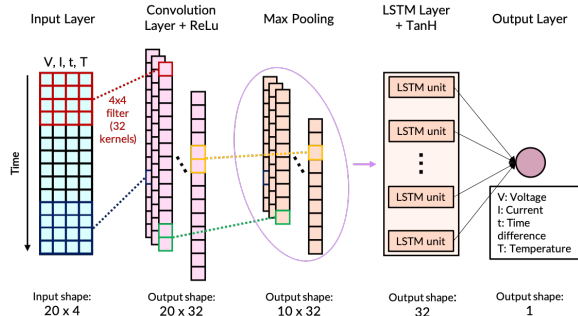 Input Layer
Convolution
Layer + ReLu
Max Pooling
LSTM Layer
+ TanH
Output Layer
V, I, t, T
4x4
filter
(32
kernels)
Time
LSTM unit
LSTM unit
LSTM unit
LSTM unit
V: Voltage
I: Current
t: Time
difference
T: Temperature
Input shape:
20 x 4
Output shape:
20 x 32
Output shape:
10 x 32
Output shape:
32
Output shape:
1